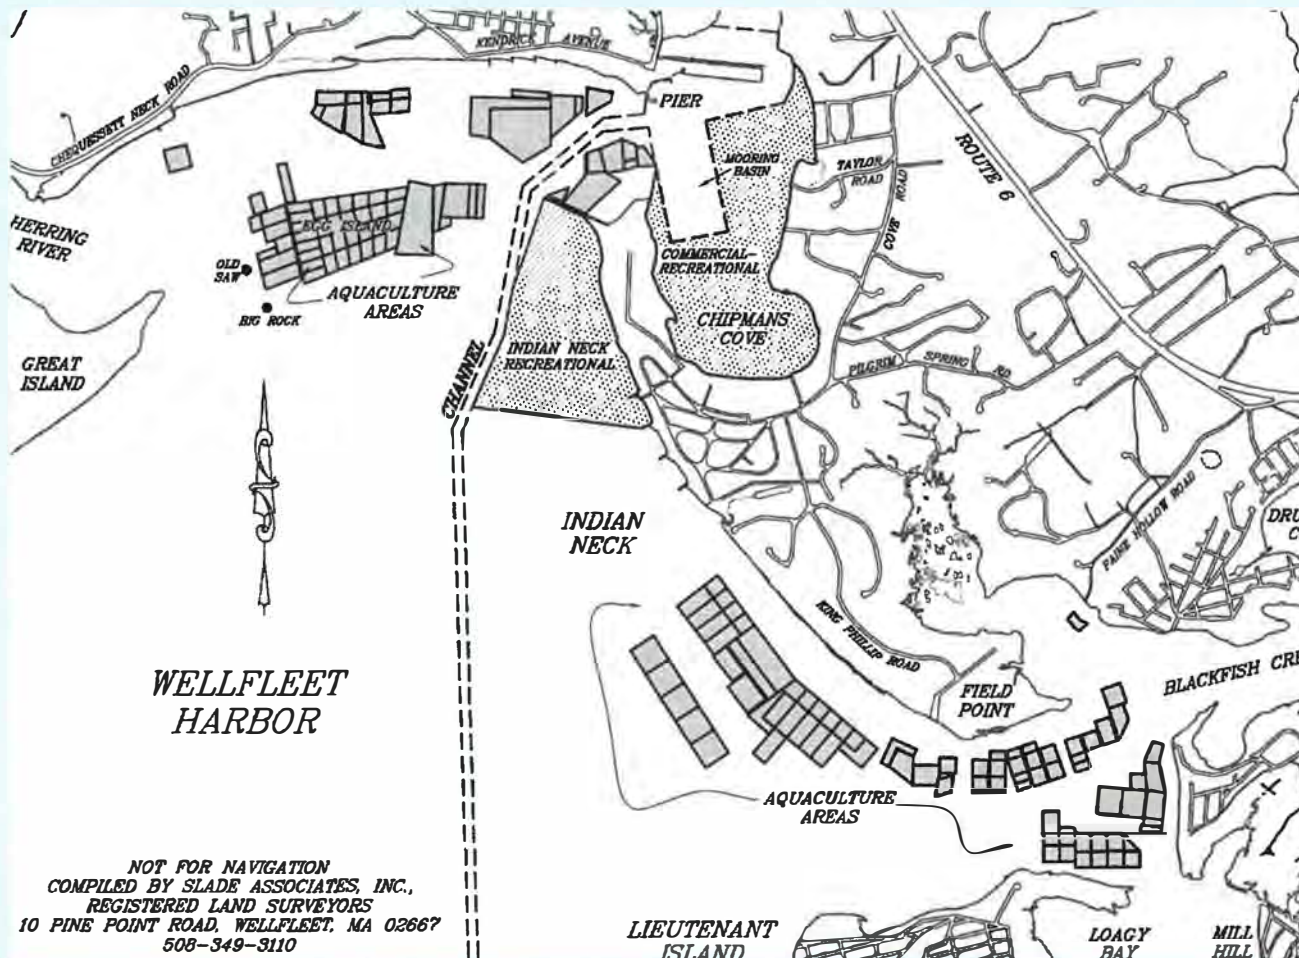 KENDRICK AVENUE
CHEQUESSETT NECK ROAD
PIER
ROUTE 6
MOORING
BASIN
TAYLOR
ROAD
COVE ROAD
HERRING
RIVER
EGG ISLAND
OLD
SAW
BIG ROCK
AQUACULTURE
AREAS
COMMERCIAL-
RECREATIONAL
CHIPMANS
COVE
GREAT
ISLAND
CHANNEL
INDIAN NECK
RECREATIONAL
PILGRIM SPRING RD
INDIAN
NECK
PAINE HOLLOW ROAD
DRU
C
KING PHILLIP ROAD
WELLFLEET
HARBOR
FIELD
POINT
BLACKFISH CRE
AQUACULTURE
AREAS
NOT FOR NAVIGATION
COMPILED BY SLADE ASSOCIATES, INC.,
REGISTERED LAND SURVEYORS
10 PINE POINT ROAD, WELLFLEET, MA 02667
508-349-3110
LIEUTENANT
ISLAND
LOAGY
BAY
MILL
HILL